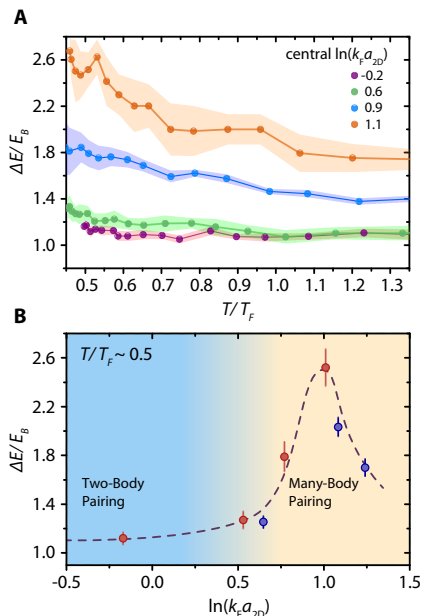 A
central ln(k_F a_2D)
-0.2
0.6
0.9
1.1
ΔE/E_B
2.6
2.2
1.8
1.4
1.0
0.5 0.6 0.7 0.8 0.9 1.0 1.1 1.2 1.3
T/T_F
B
T/T_F ~ 0.5
ΔE/E_B
2.6
2.2
1.8
1.4
1.0
Two-Body
Pairing
Many-Body
Pairing
-0.5 0.0 0.5 1.0 1.5
ln(k_F a_2D)